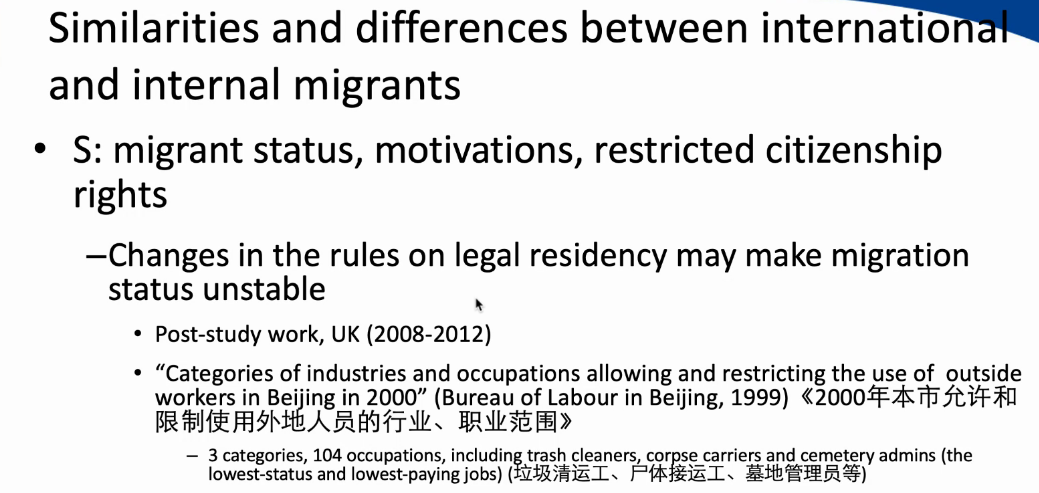 Similarities and differences between international
and internal migrants
• S: migrant status, motivations, restricted citizenship
rights
–Changes in the rules on legal residency may make migration
status unstable
• Post-study work, UK (2008-2012)
• “Categories of industries and occupations allowing and restricting the use of outside
workers in Beijing in 2000” (Bureau of Labour in Beijing, 1999)《2000年本市允许和
限制使用外地人员的行业、职业范围》
– 3 categories, 104 occupations, including trash cleaners, corpse carriers and cemetery admins (the
lowest-status and lowest-paying jobs) (垃圾清运工、尸体接运工、墓地管理员等)